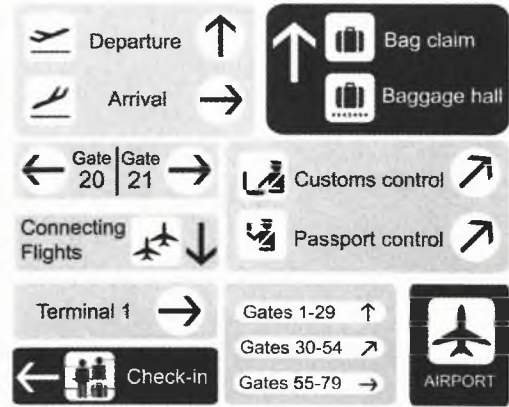 Departure
Arrival
Bag claim
Baggage hall
Gate 20
Gate 21
Customs control
Passport control
Connecting
Flights
Terminal 1
Check-in
Gates 1-29
Gates 30-54
Gates 55-79
AIRPORT